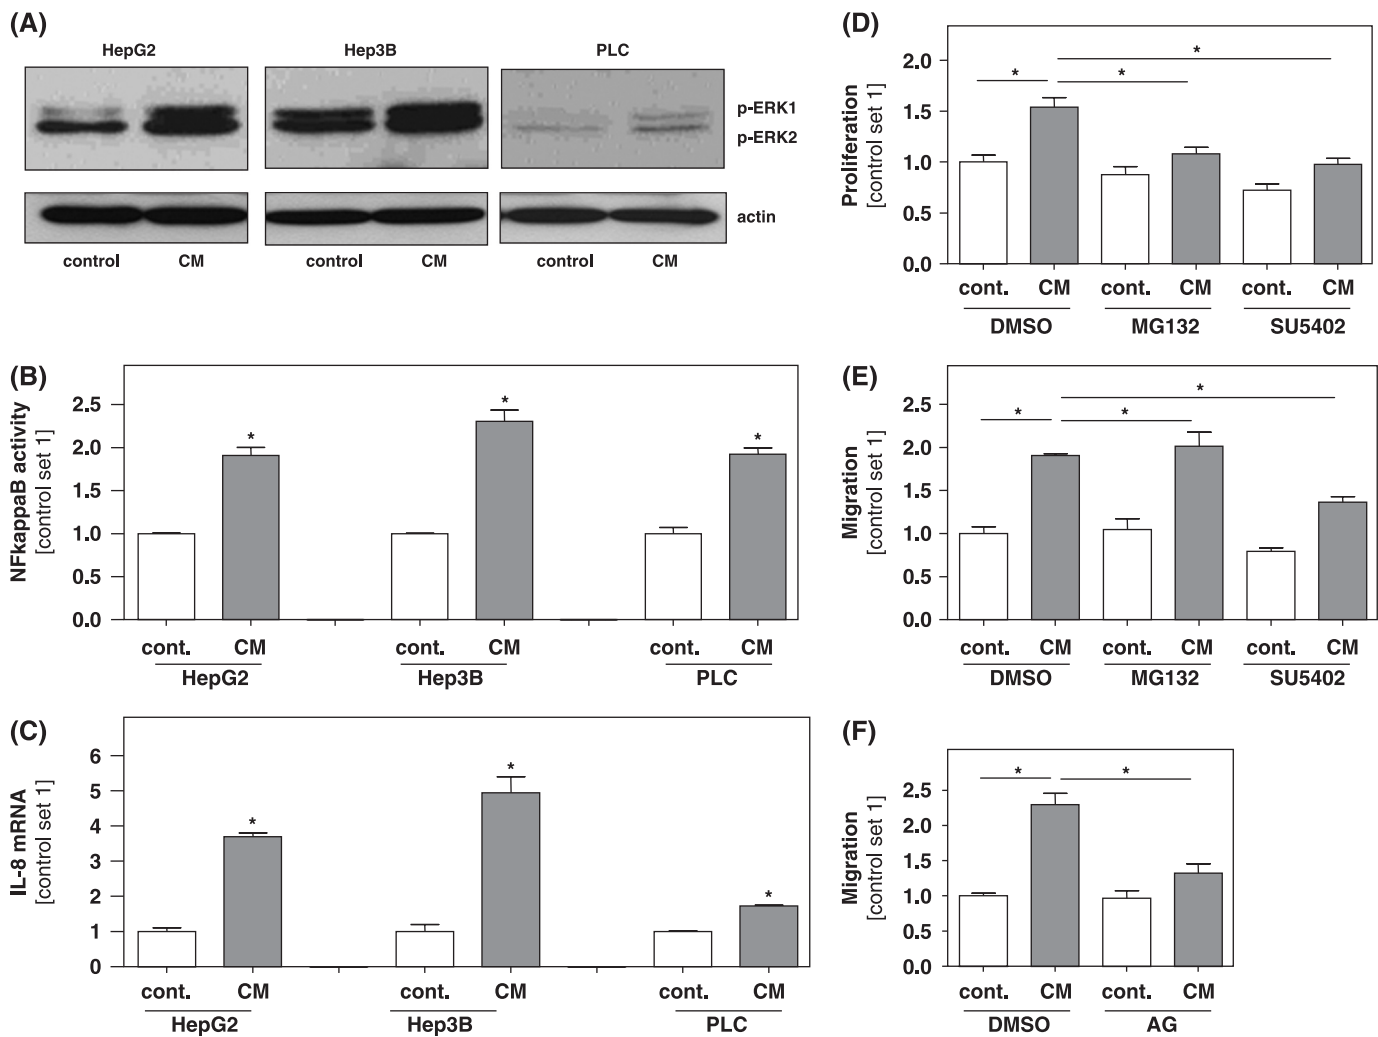 (A)
HepG2 Hep3B PLC
p-ERK1
p-ERK2
actin
control CM control CM control CM
(B)
NFkappaB activity
[control set 1]
2.5
2.0
1.5
1.0
0.5
0.0
* * *
cont. CM cont. CM cont. CM
HepG2 Hep3B PLC
(C)
IL-8 mRNA
[control set 1]
6
5
4
3
2
1
0
* * *
cont. CM cont. CM cont. CM
HepG2 Hep3B PLC
(D)
Proliferation
[control set 1]
2.0
1.5
1.0
0.5
0.0
*
* *
cont. CM cont. CM cont. CM
DMSO MG132 SU5402
(E)
Migration
[control set 1]
2.5
2.0
1.5
1.0
0.5
0.0
*
* *
cont. CM cont. CM cont. CM
DMSO MG132 SU5402
(F)
Migration
[control set 1]
2.5
2.0
1.5
1.0
0.5
0.0
* *
cont. CM cont. CM
DMSO AG